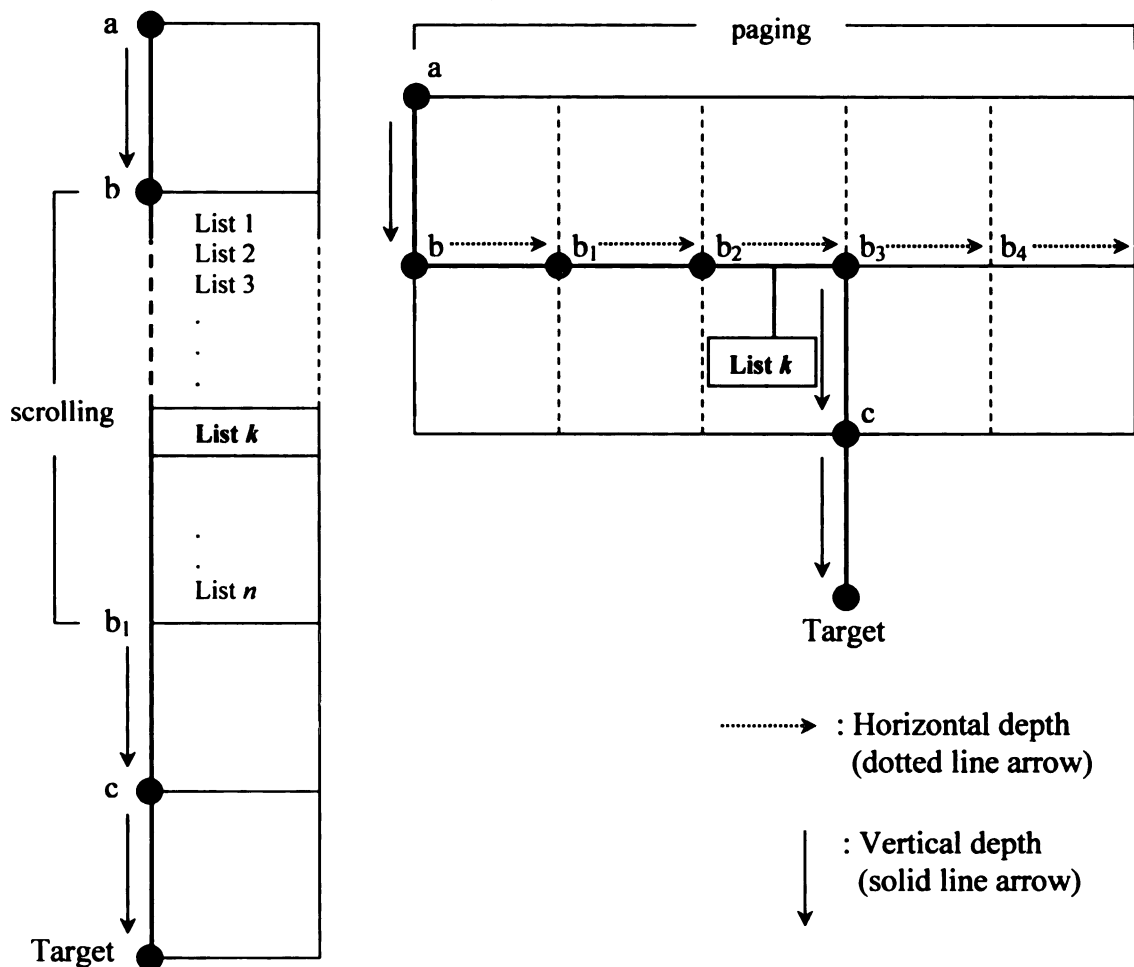 a
b
List 1
List 2
List 3
.
.
.
scrolling
List k
.
.
List n
b₁
c
Target
paging
a
b
b₁
b₂
b₃
b₄
List k
c
Target
: Horizontal depth
(dotted line arrow)
: Vertical depth
(solid line arrow)